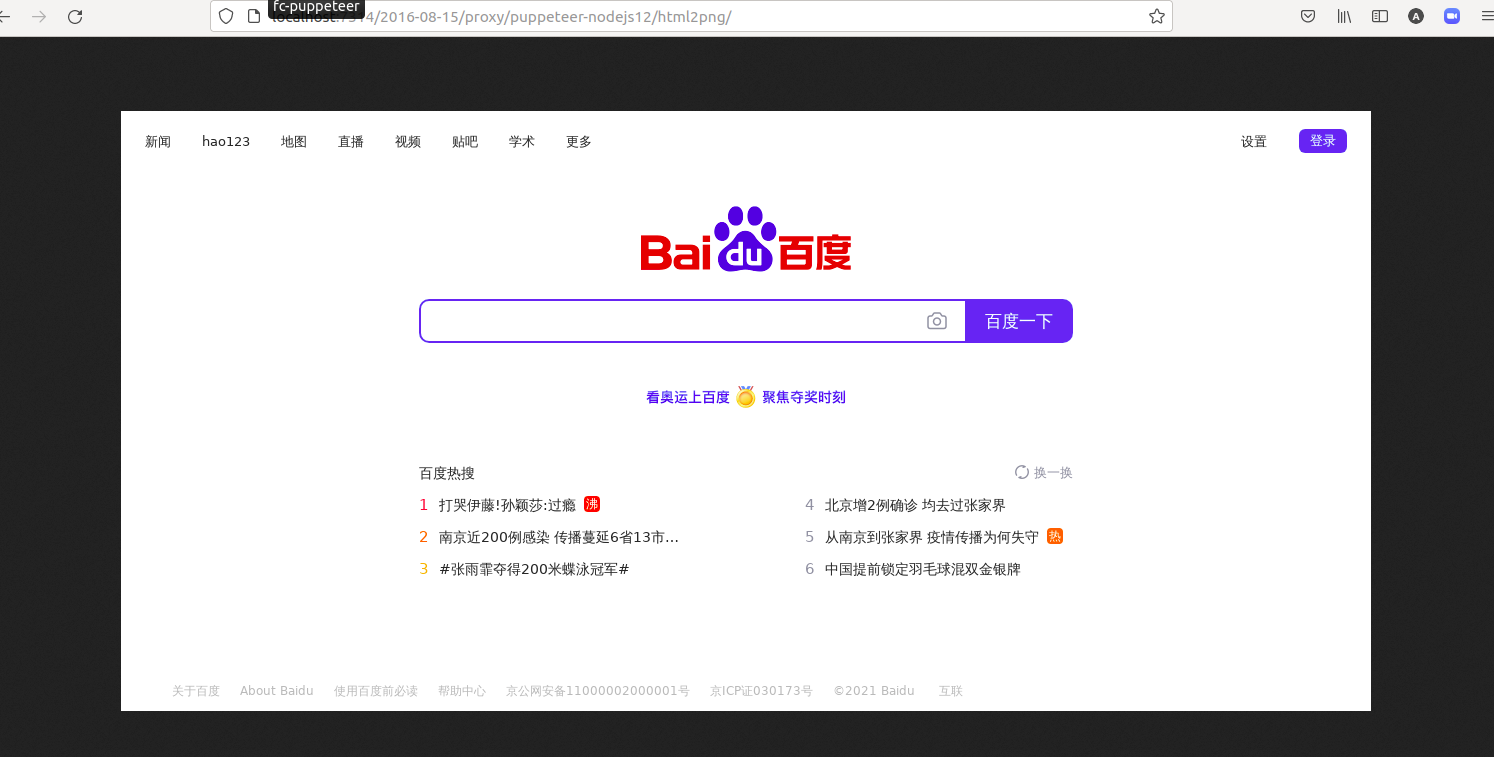 fc-puppeteer
localhost:7314/2016-08-15/proxy/puppeteer-nodejs12/html2png/
A
新闻 hao123 地图 直播 视频 贴吧 学术 更多 设置 登录
Baidu百度
百度一下
看奥运上百度 聚焦夺奖时刻
百度热搜 换一换
1 打哭伊藤!孙颖莎:过瘾 沸
2 南京近200例感染 传播蔓延6省13市...
3 #张雨霏夺得200米蝶泳冠军#
4 北京增2例确诊 均去过张家界
5 从南京到张家界 疫情传播为何失守 热
6 中国提前锁定羽毛球混双金银牌
关于百度 About Baidu 使用百度前必读 帮助中心 京公网安备11000002000001号 京ICP证030173号 ©2021 Baidu 互联